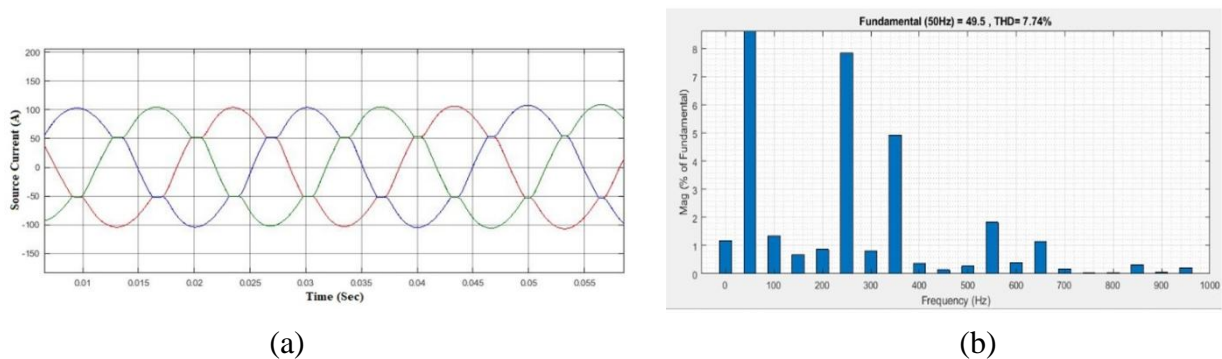 200
150
100
50
0
-50
-100
-150
Source Current (A)
0.01 0.015 0.02 0.025 0.03 0.035 0.04 0.045 0.05 0.055
Time (Sec)
(a)
Fundamental (50Hz) = 49.5 , THD= 7.74%
8
7
6
5
4
3
2
1
0
Mag (% of Fundamental)
0 100 200 300 400 500 600 700 800 900 1000
Frequency (Hz)
(b)